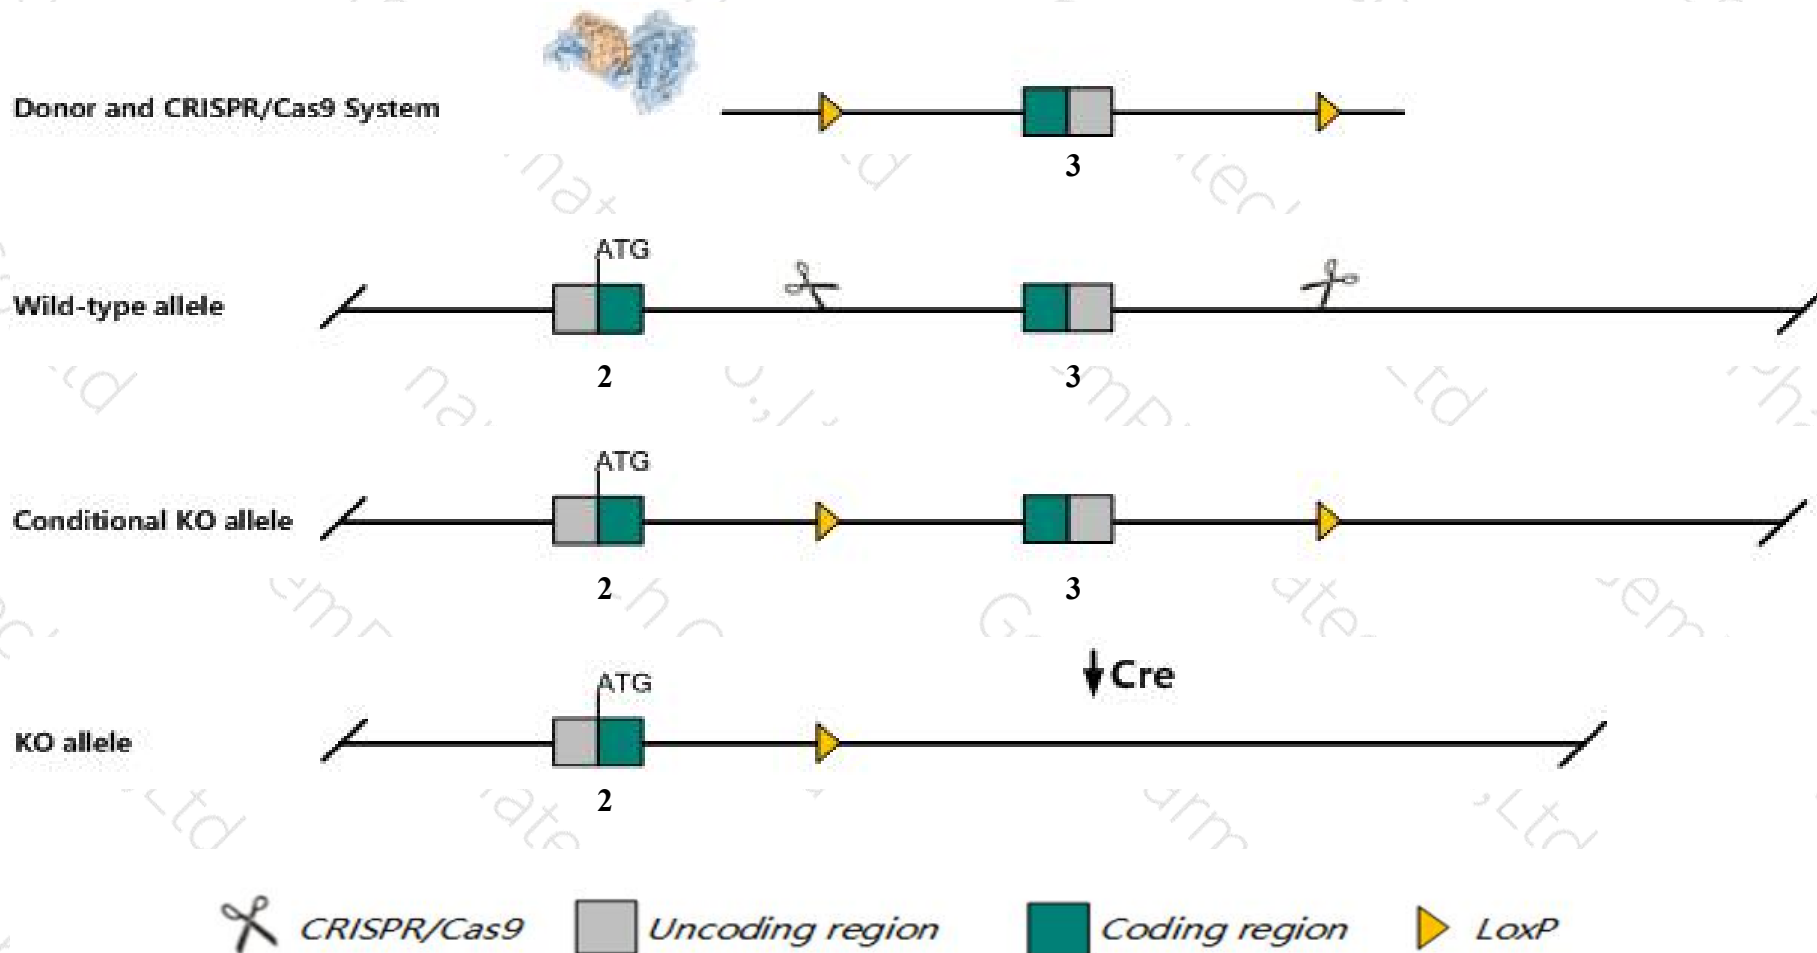 Donor and CRISPR/Cas9 System
3
ATG
Wild-type allele
2 3
ATG
Conditional KO allele
2 3
Cre
ATG
KO allele
2
CRISPR/Cas9 Uncoding region Coding region LoxP